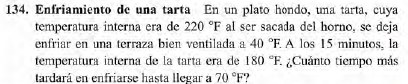 134. Enfriamiento de una tarta En un plato hondo, una tarta, cuya
temperatura interna era de 220 °F al ser sacada del horno, se deja
enfriar en una terraza bien ventilada a 40 °F. A los 15 minutos, la
temperatura interna de la tarta era de 180 °F. ¿Cuánto tiempo más
tardará en enfriarse hasta llegar a 70 °F?